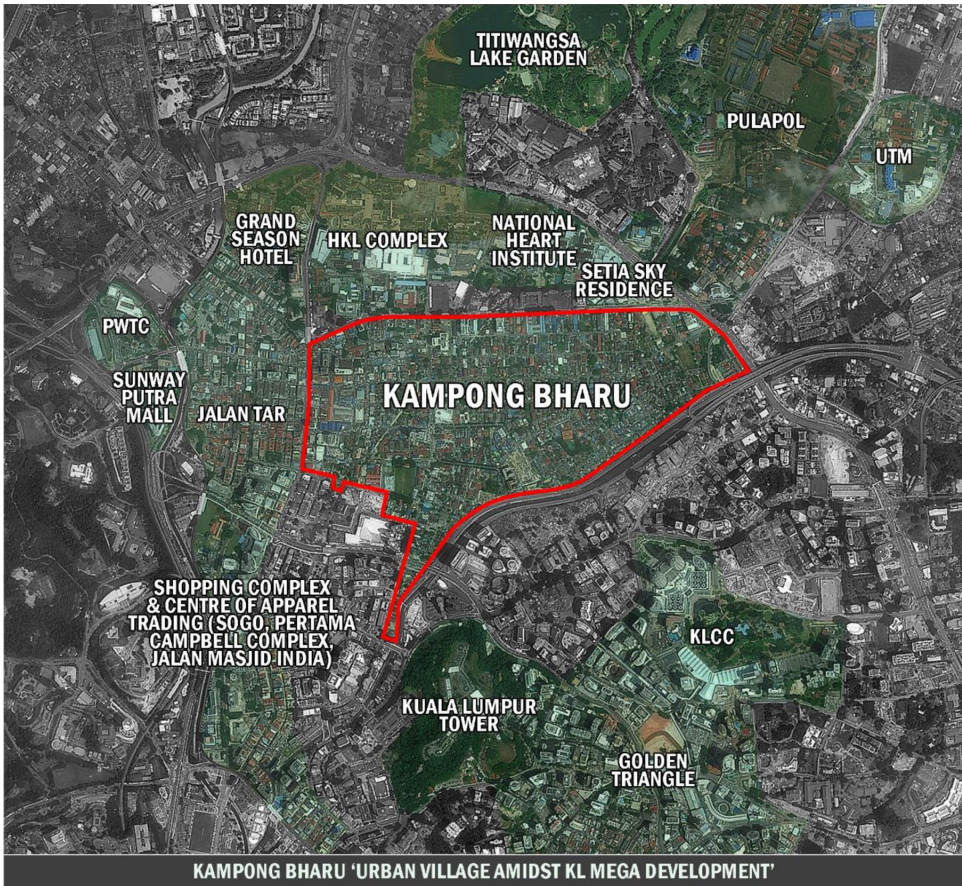 TITIWANGSA
LAKE GARDEN
PULAPOL
UTM
GRAND
SEASON
HOTEL
HKL COMPLEX
NATIONAL
HEART
INSTITUTE
SETIA SKY
RESIDENCE
PWTC
SUNWAY
PUTRA
MALL
JALAN TAR
KAMPONG BHARU
SHOPPING COMPLEX
& CENTRE OF APPAREL
TRADING (SOGO, PERTAMA
CAMPBELL COMPLEX,
JALAN MASJID INDIA)
KLCC
KUALA LUMPUR
TOWER
GOLDEN
TRIANGLE
KAMPONG BHARU 'URBAN VILLAGE AMIDST KL MEGA DEVELOPMENT'